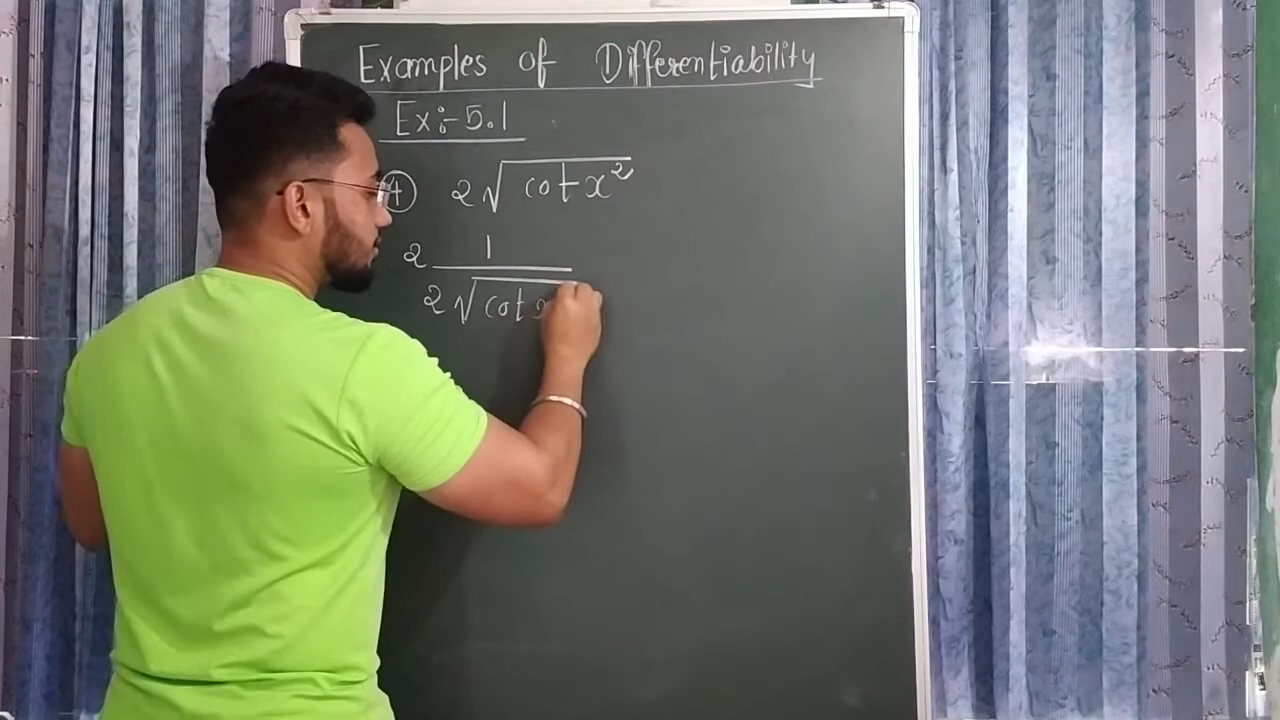 Examples of Differentiability
Ex:- 5.1
④ 2√cot x²
2 1
2√cot x